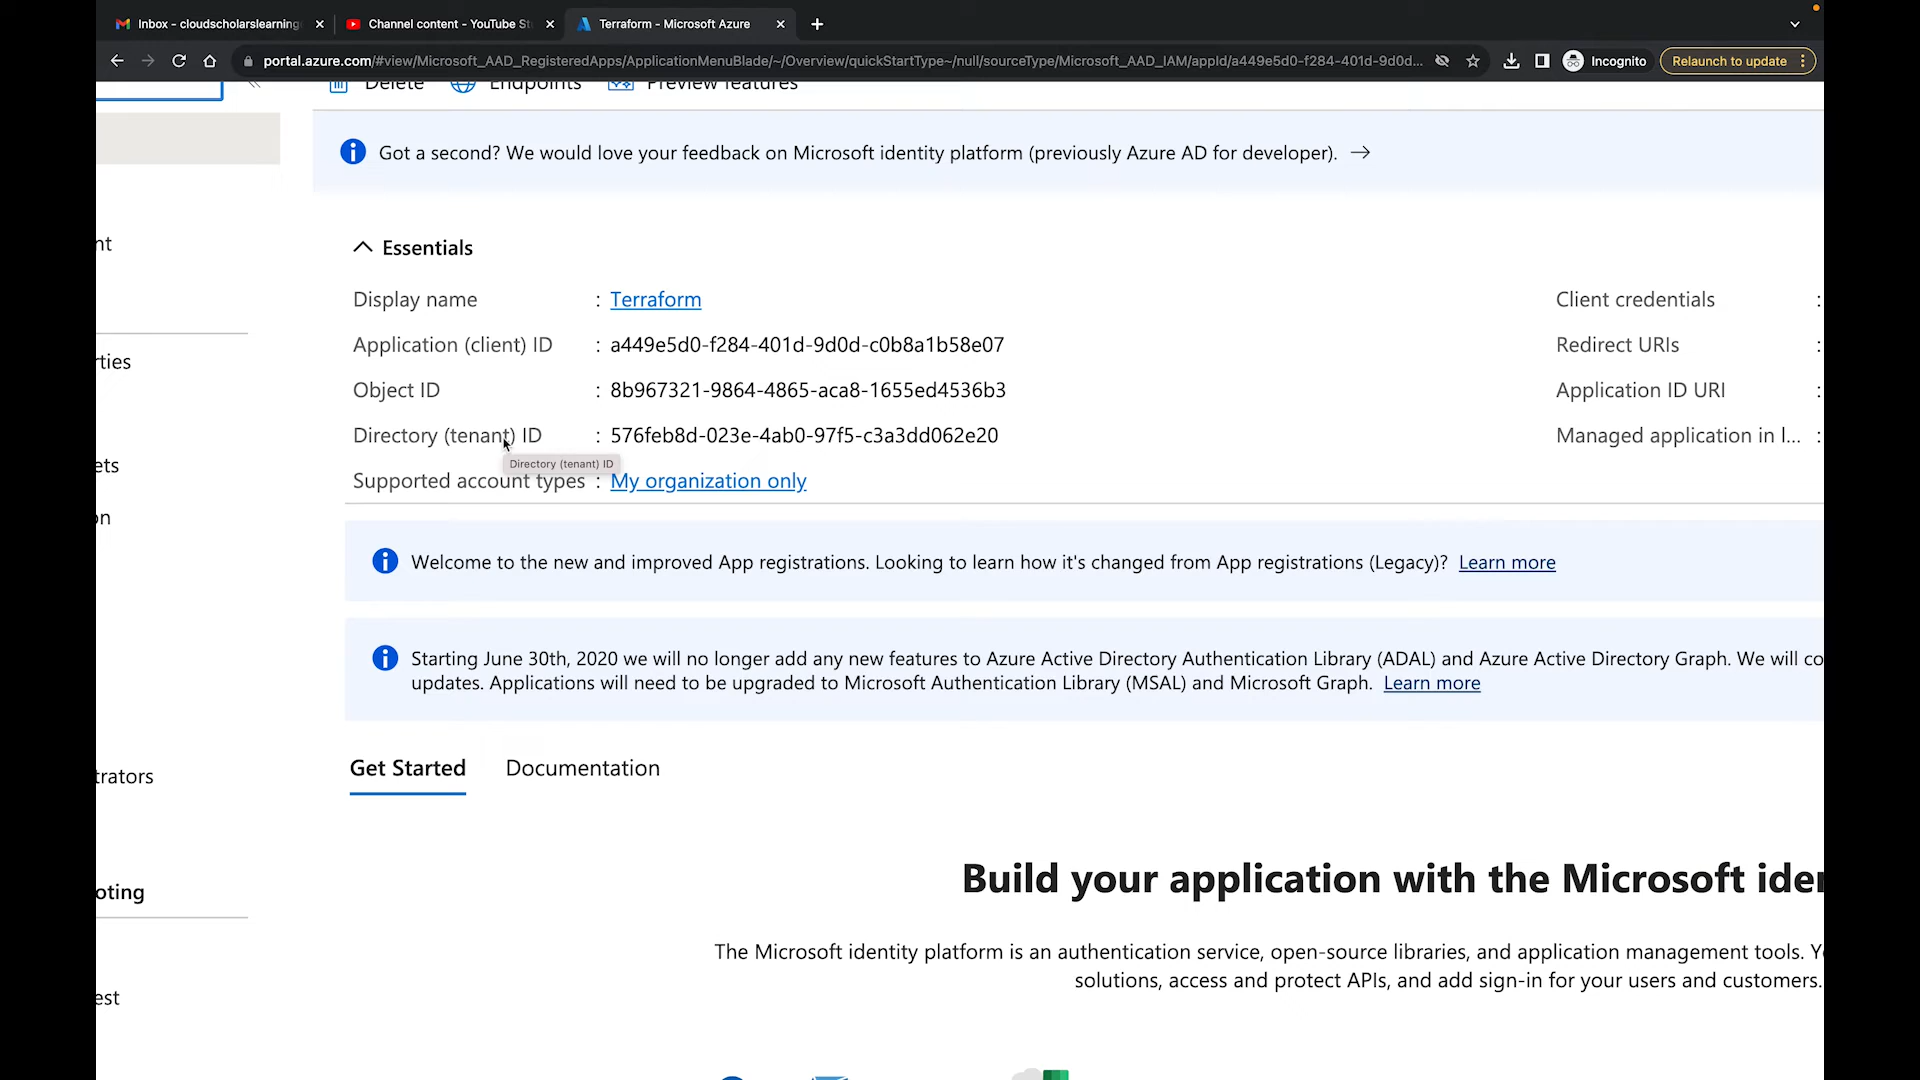 Inbox - cloudscholarslearning
Channel content - YouTube St
Terraform - Microsoft Azure
portal.azure.com/#view/Microsoft_AAD_RegisteredApps/ApplicationMenuBlade/~/Overview/quickStartType~/null/sourceType/Microsoft_AAD_IAM/appId/a449e5d0-f284-401d-9d0d...
Incognito
Relaunch to update
Delete
Endpoints
Preview features
Got a second? We would love your feedback on Microsoft identity platform (previously Azure AD for developer). →
nt
rties
ets
on
trators
oting
est
Essentials
Display name : Terraform
Application (client) ID : a449e5d0-f284-401d-9d0d-c0b8a1b58e07
Object ID : 8b967321-9864-4865-aca8-1655ed4536b3
Directory (tenant) ID : 576feb8d-023e-4ab0-97f5-c3a3dd062e20
Directory (tenant) ID
Supported account types : My organization only
Client credentials :
Redirect URIs :
Application ID URI :
Managed application in l... :
Welcome to the new and improved App registrations. Looking to learn how it's changed from App registrations (Legacy)? Learn more
Starting June 30th, 2020 we will no longer add any new features to Azure Active Directory Authentication Library (ADAL) and Azure Active Directory Graph. We will co
updates. Applications will need to be upgraded to Microsoft Authentication Library (MSAL) and Microsoft Graph. Learn more
Get Started
Documentation
Build your application with the Microsoft iden
The Microsoft identity platform is an authentication service, open-source libraries, and application management tools. Y
solutions, access and protect APIs, and add sign-in for your users and customers.